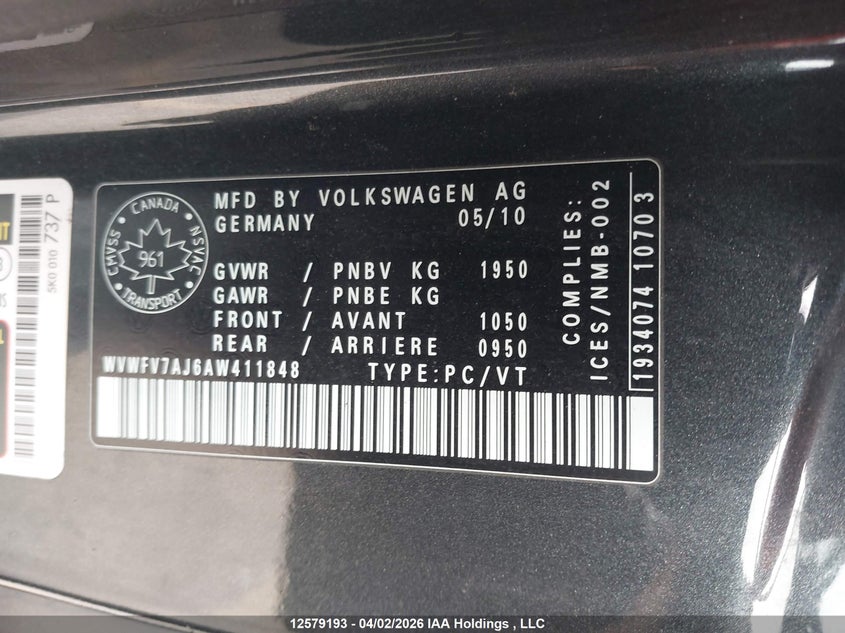 MFD BY VOLKSWAGEN AG
GERMANY 05/10
GVWR / PNBV KG 1950
GAWR / PNBE KG
FRONT / AVANT 1050
REAR / ARRIERE 0950
WVWFV7AJ6AW411848 TYPE:PC/VT
CANADA
CMVSS
NSVAC
961
TRANSPORT
COMPLIES:
ICES/NMB-002
1934074 10703
5K0 010 737 P
12579193 - 04/02/2026 IAA Holdings , LLC